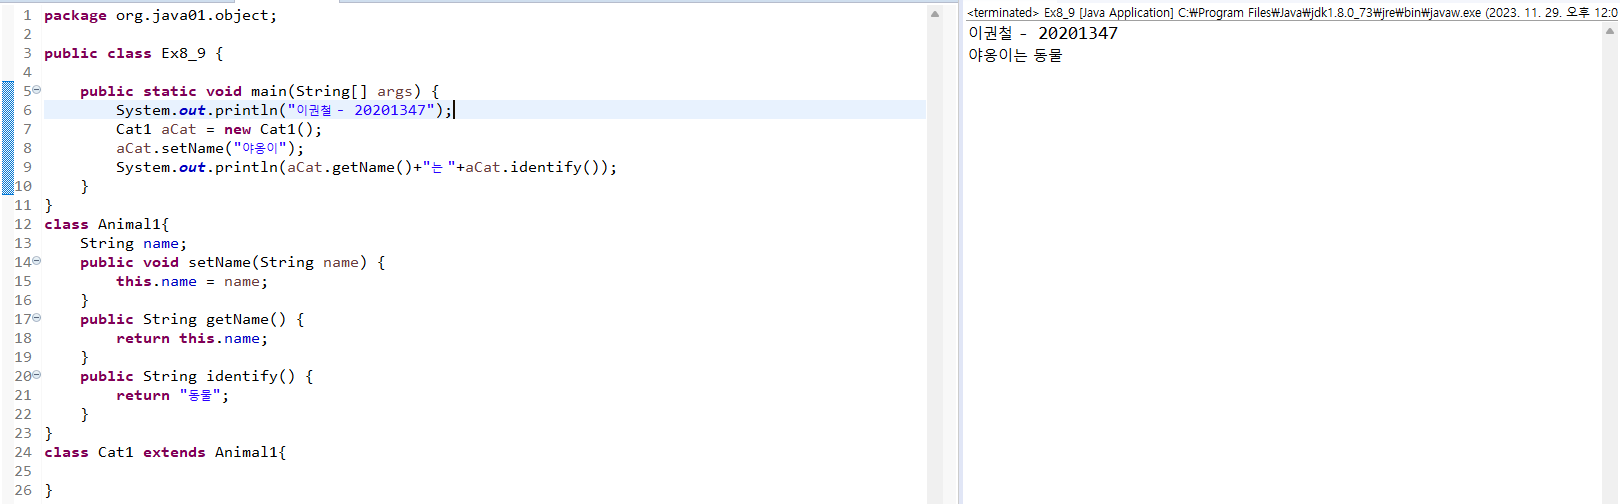 1 package org.java01.object;
2
3 public class Ex8_9 {
4
5 public static void main(String[] args) {
6 System.out.println("이권철 - 20201347");
7 Cat1 aCat = new Cat1();
8 aCat.setName("야옹이");
9 System.out.println(aCat.getName()+"는 "+aCat.identify());
10 }
11 }
12 class Animal1{
13 String name;
14 public void setName(String name) {
15 this.name = name;
16 }
17 public String getName() {
18 return this.name;
19 }
20 public String identify() {
21 return "동물";
22 }
23 }
24 class Cat1 extends Animal1{
25
26 }
<terminated> Ex8_9 [Java Application] C:₩Program Files₩Java₩jdk1.8.0_73₩jre₩bin₩javaw.exe (2023. 11. 29. 오후 12:0
이권철 - 20201347
야옹이는 동물